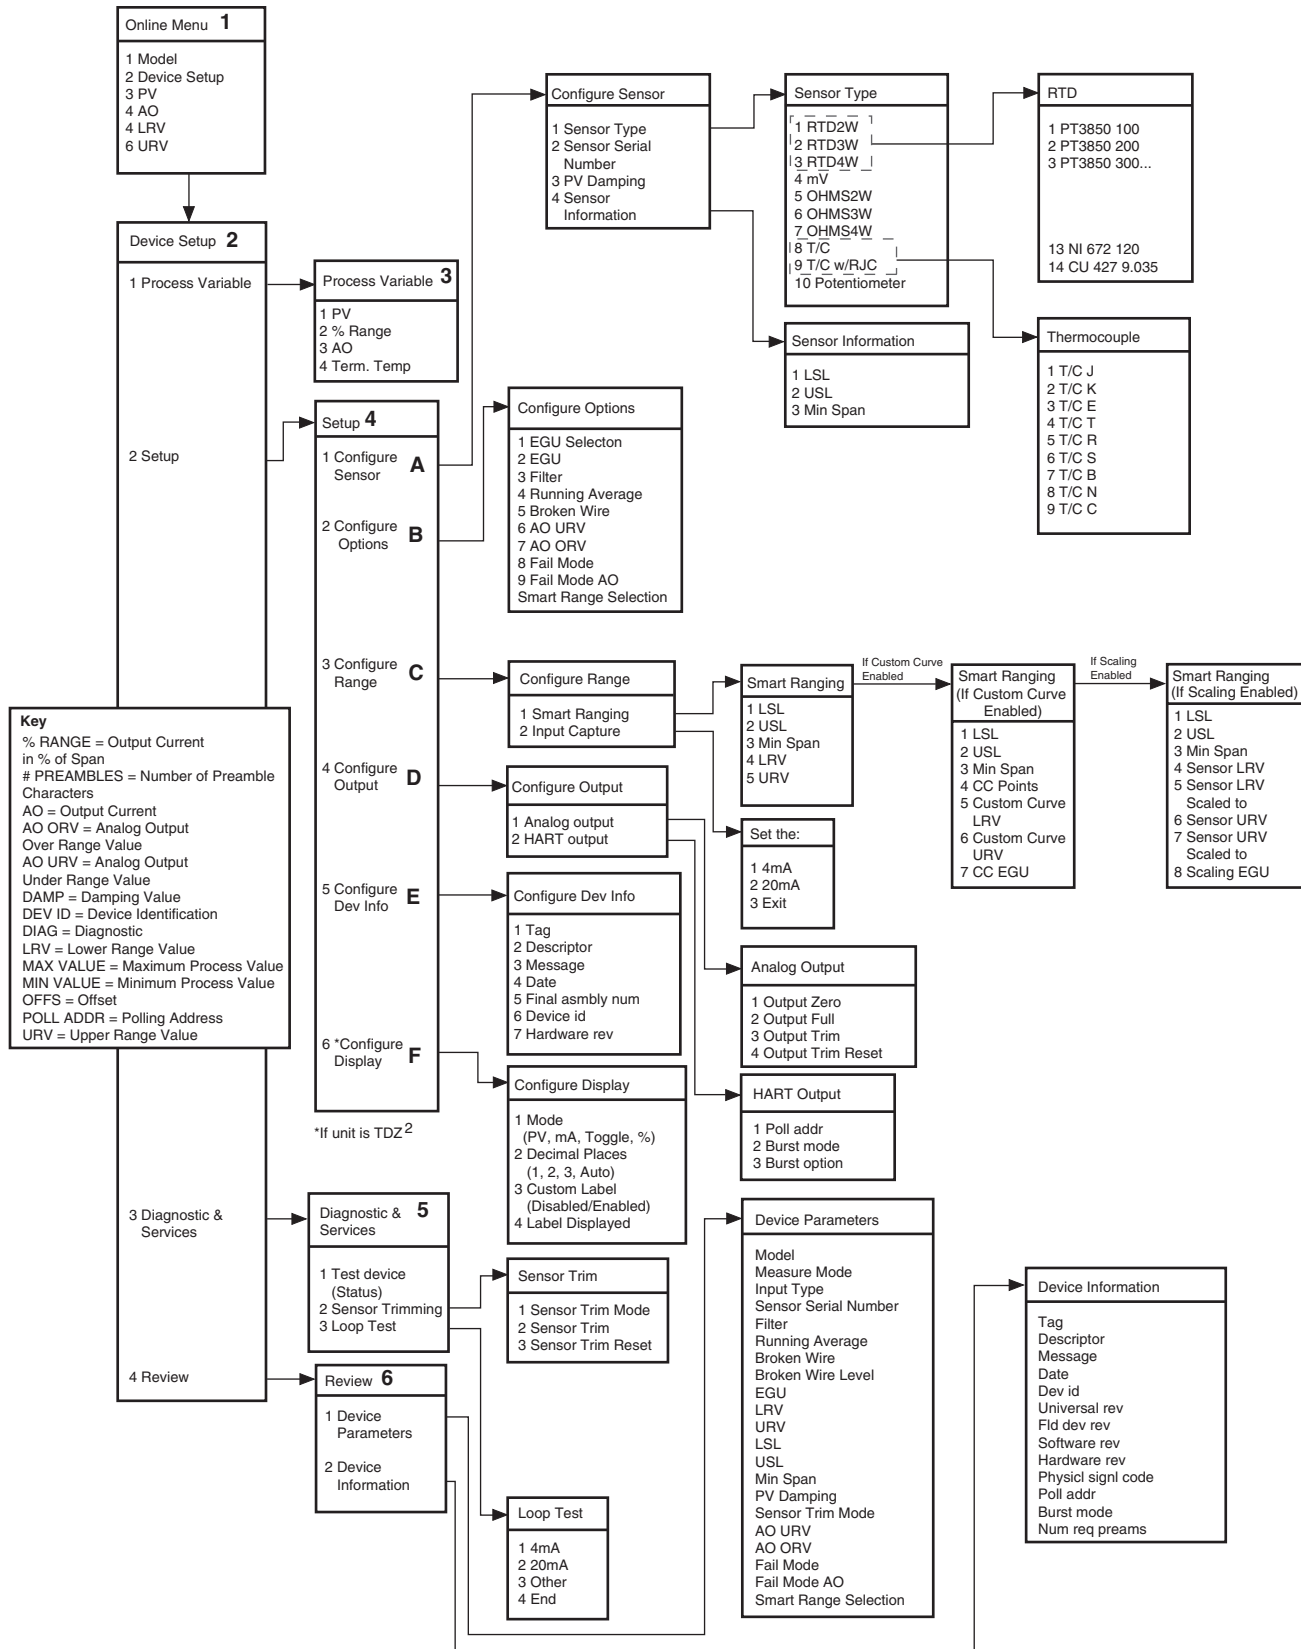 Online Menu 1
1 Model
2 Device Setup
3 PV
4 AO
4 LRV
6 URV
Device Setup 2
1 Process Variable
2 Setup
3 Diagnostic &
Services
4 Review
Key
% RANGE = Output Current
in % of Span
# PREAMBLES = Number of Preamble
Characters
AO = Output Current
AO ORV = Analog Output
Over Range Value
AO URV = Analog Output
Under Range Value
DAMP = Damping Value
DEV ID = Device Identification
DIAG = Diagnostic
LRV = Lower Range Value
MAX VALUE = Maximum Process Value
MIN VALUE = Minimum Process Value
OFFS = Offset
POLL ADDR = Polling Address
URV = Upper Range Value
Process Variable 3
1 PV
2 % Range
3 AO
4 Term. Temp
Setup 4
1 Configure
Sensor A
2 Configure
Options B
3 Configure
Range C
4 Configure
Output D
5 Configure
Dev Info E
6 *Configure
Display F
*If unit is TDZ2
Diagnostic & 5
Services
1 Test device
(Status)
2 Sensor Trimming
3 Loop Test
Review 6
1 Device
Parameters
2 Device
Information
Configure Sensor
1 Sensor Type
2 Sensor Serial
Number
3 PV Damping
4 Sensor
Information
Sensor Type
1 RTD2W
2 RTD3W
3 RTD4W
4 mV
5 OHMS2W
6 OHMS3W
7 OHMS4W
8 T/C
9 T/C w/RJC
10 Potentiometer
RTD
1 PT3850 100
2 PT3850 200
3 PT3850 300...
13 NI 672 120
14 CU 427 9.035
Sensor Information
1 LSL
2 USL
3 Min Span
Thermocouple
1 T/C J
2 T/C K
3 T/C E
4 T/C T
5 T/C R
6 T/C S
7 T/C B
8 T/C N
9 T/C C
Configure Options
1 EGU Selecton
2 EGU
3 Filter
4 Running Average
5 Broken Wire
6 AO URV
7 AO ORV
8 Fail Mode
9 Fail Mode AO
Smart Range Selection
Configure Range
1 Smart Ranging
2 Input Capture
Smart Ranging
1 LSL
2 USL
3 Min Span
4 LRV
5 URV
If Custom Curve
Enabled
Smart Ranging
(If Custom Curve
Enabled)
1 LSL
2 USL
3 Min Span
4 CC Points
5 Custom Curve
LRV
6 Custom Curve
URV
7 CC EGU
If Scaling
Enabled
Smart Ranging
(If Scaling Enabled)
1 LSL
2 USL
3 Min Span
4 Sensor LRV
5 Sensor LRV
Scaled to
6 Sensor URV
7 Sensor URV
Scaled to
8 Scaling EGU
Set the:
1 4mA
2 20mA
3 Exit
Configure Output
1 Analog output
2 HART output
Analog Output
1 Output Zero
2 Output Full
3 Output Trim
4 Output Trim Reset
HART Output
1 Poll addr
2 Burst mode
3 Burst option
Configure Dev Info
1 Tag
2 Descriptor
3 Message
4 Date
5 Final asmbly num
6 Device id
7 Hardware rev
Configure Display
1 Mode
(PV, mA, Toggle, %)
2 Decimal Places
(1, 2, 3, Auto)
3 Custom Label
(Disabled/Enabled)
4 Label Displayed
Sensor Trim
1 Sensor Trim Mode
2 Sensor Trim
3 Sensor Trim Reset
Loop Test
1 4mA
2 20mA
3 Other
4 End
Device Parameters
Model
Measure Mode
Input Type
Sensor Serial Number
Filter
Running Average
Broken Wire
Broken Wire Level
EGU
LRV
URV
LSL
USL
Min Span
PV Damping
Sensor Trim Mode
AO URV
AO ORV
Fail Mode
Fail Mode AO
Smart Range Selection
Device Information
Tag
Descriptor
Message
Date
Dev id
Universal rev
Fld dev rev
Software rev
Hardware rev
Physicl signl code
Poll addr
Burst mode
Num req preams